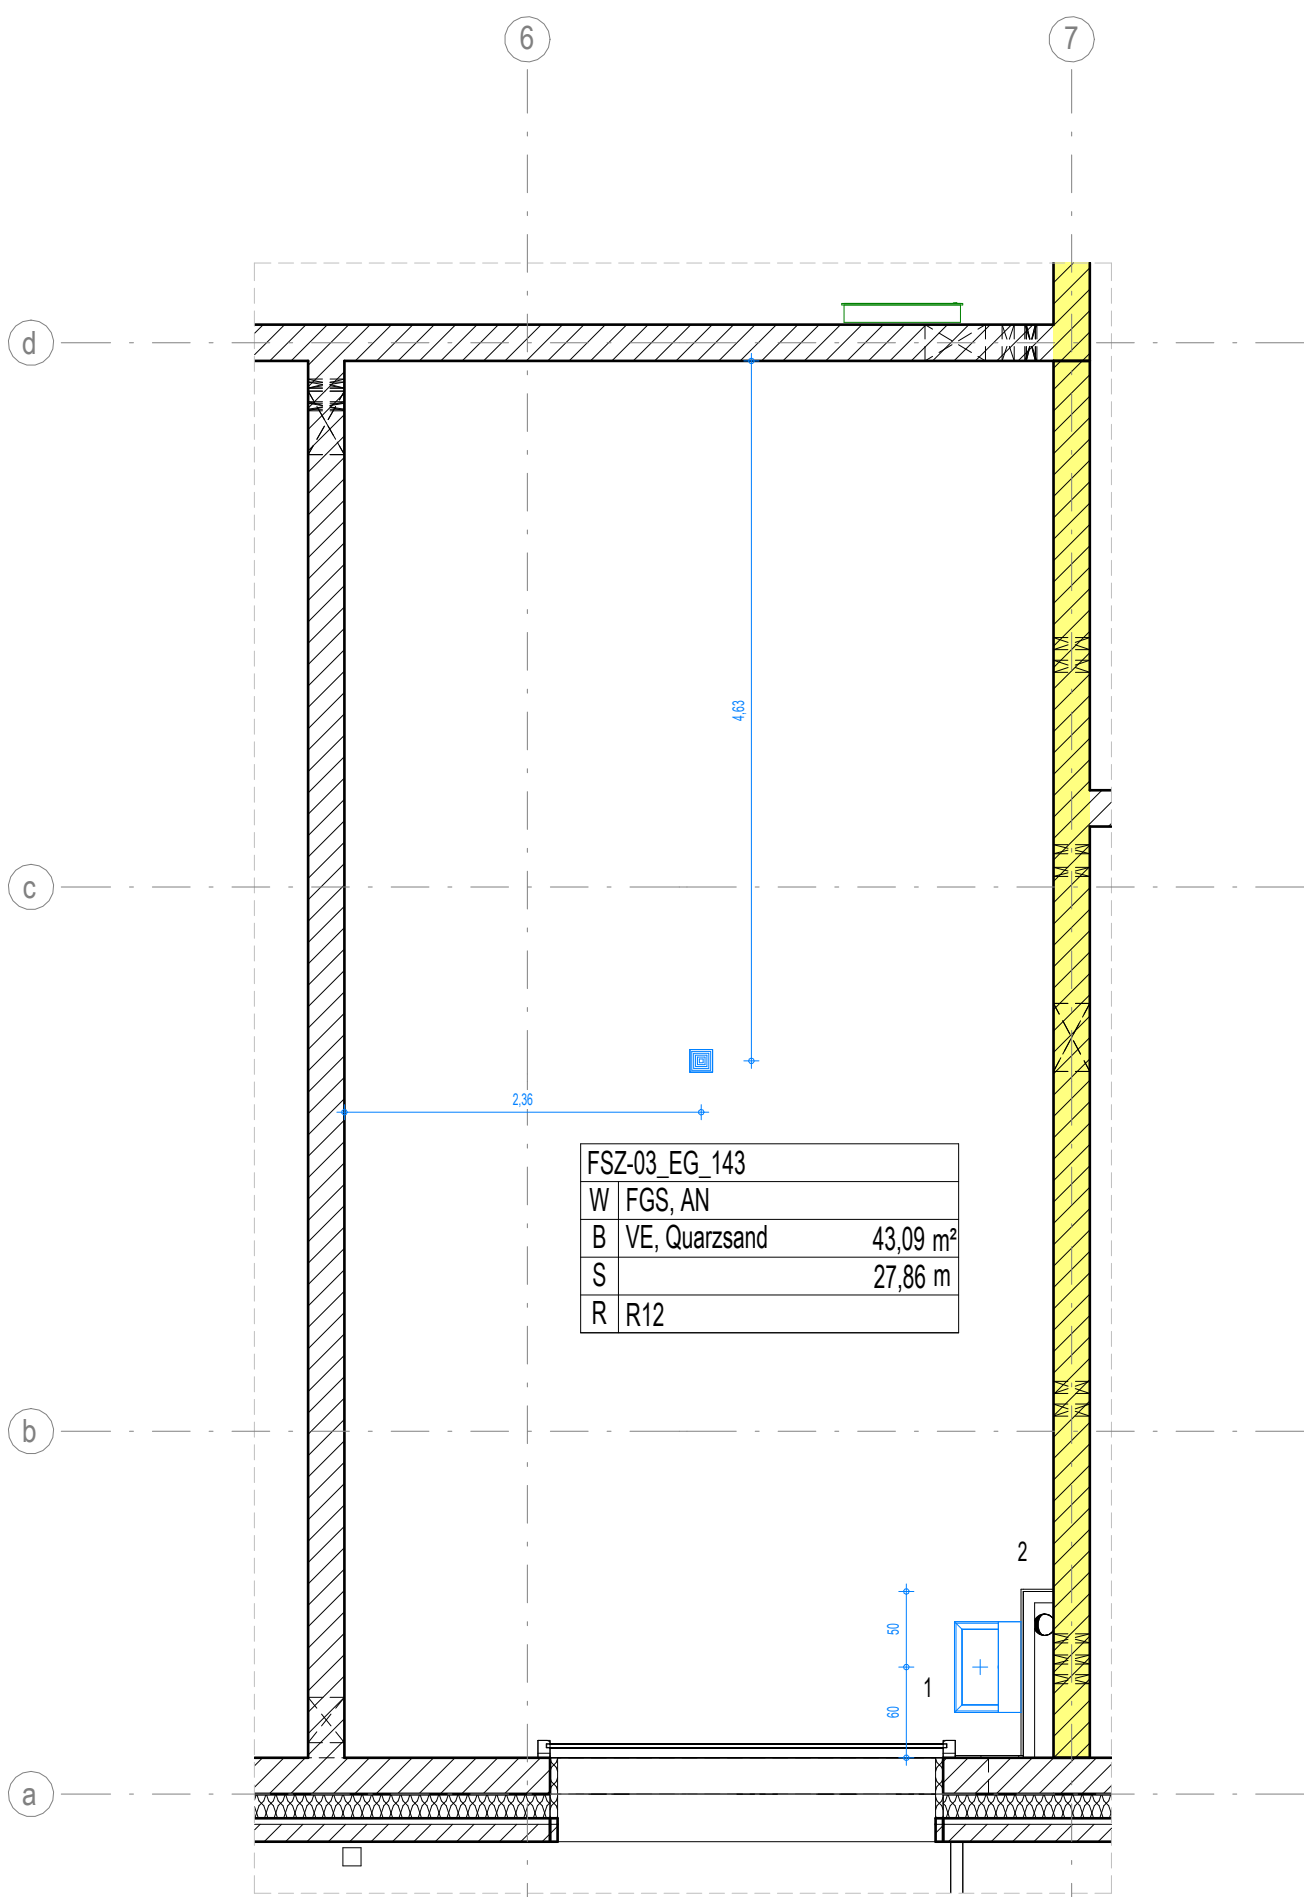 6
7
d
4,63
c
2,36
FSZ-03_EG_143
W FGS, AN
B VE, Quarzsand 43,09 m²
S 27,86 m
R R12
b
2
50
1
60
a